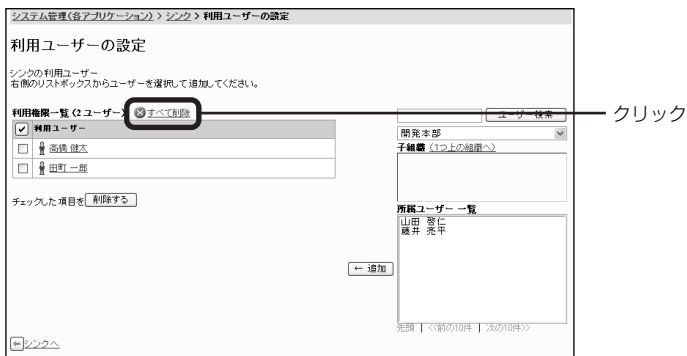 システム管理(各アプリケーション) > シンク > 利用ユーザーの設定
利用ユーザーの設定
シンクの利用ユーザー
右側のリストボックスからユーザーを選択して追加してください。
利用権限一覧 (2 ユーザー) すべて削除
ユーザー検索
クリック
利用ユーザー
高橋 健太
田町 一郎
チェックした項目を 削除する
開発本部
子組織 (1つ上の組織へ)
所属ユーザー 一覧
山田 啓仁
藤井 亮平
← 追加
先頭 | <<前の10件 | 次の10件>>
シンクへ